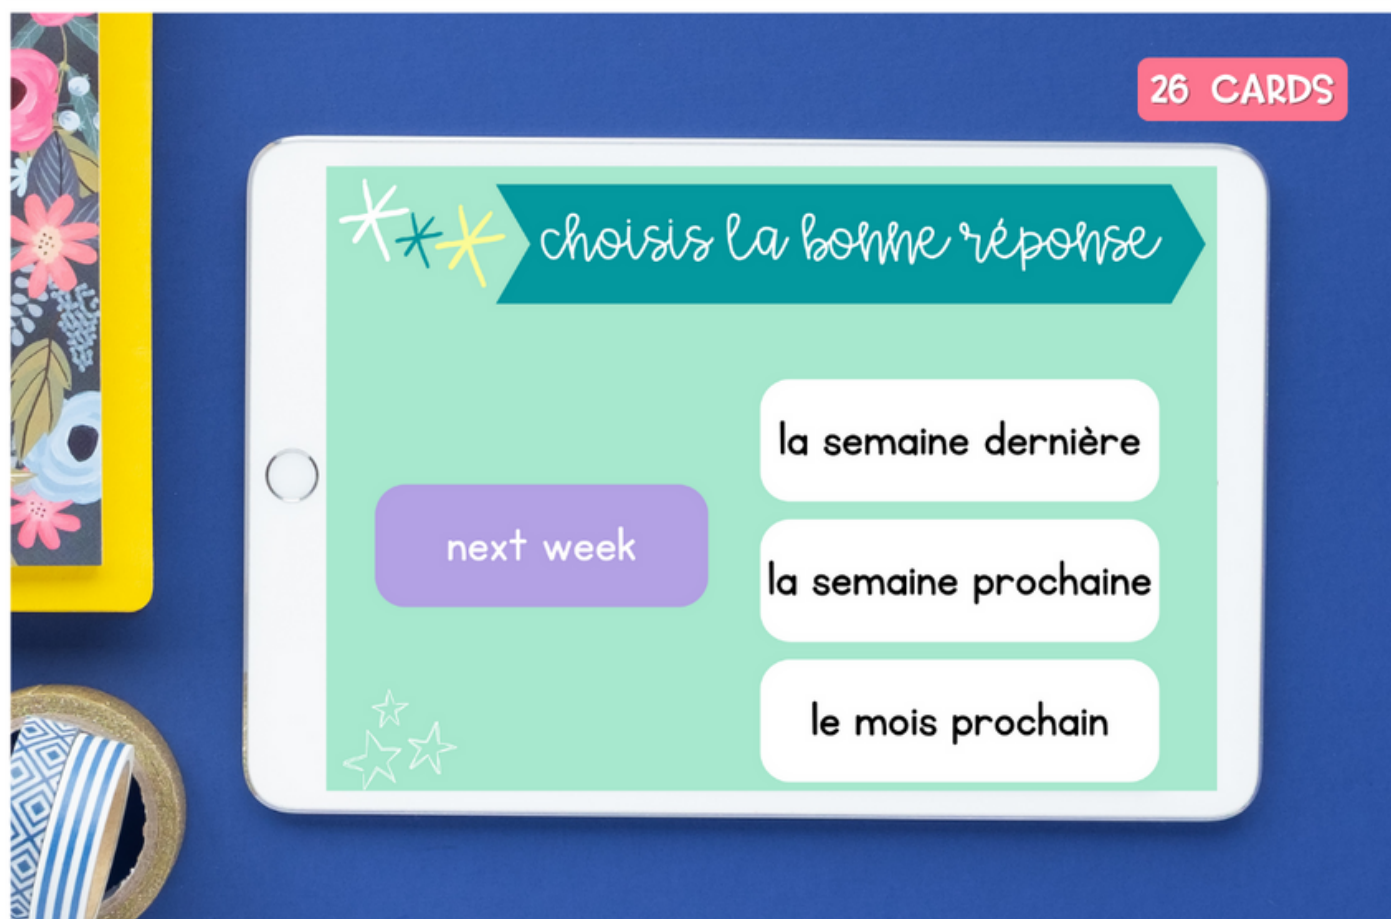 26 CARDS
choisis la bonne réponse
next week
la semaine dernière
la semaine prochaine
le mois prochain